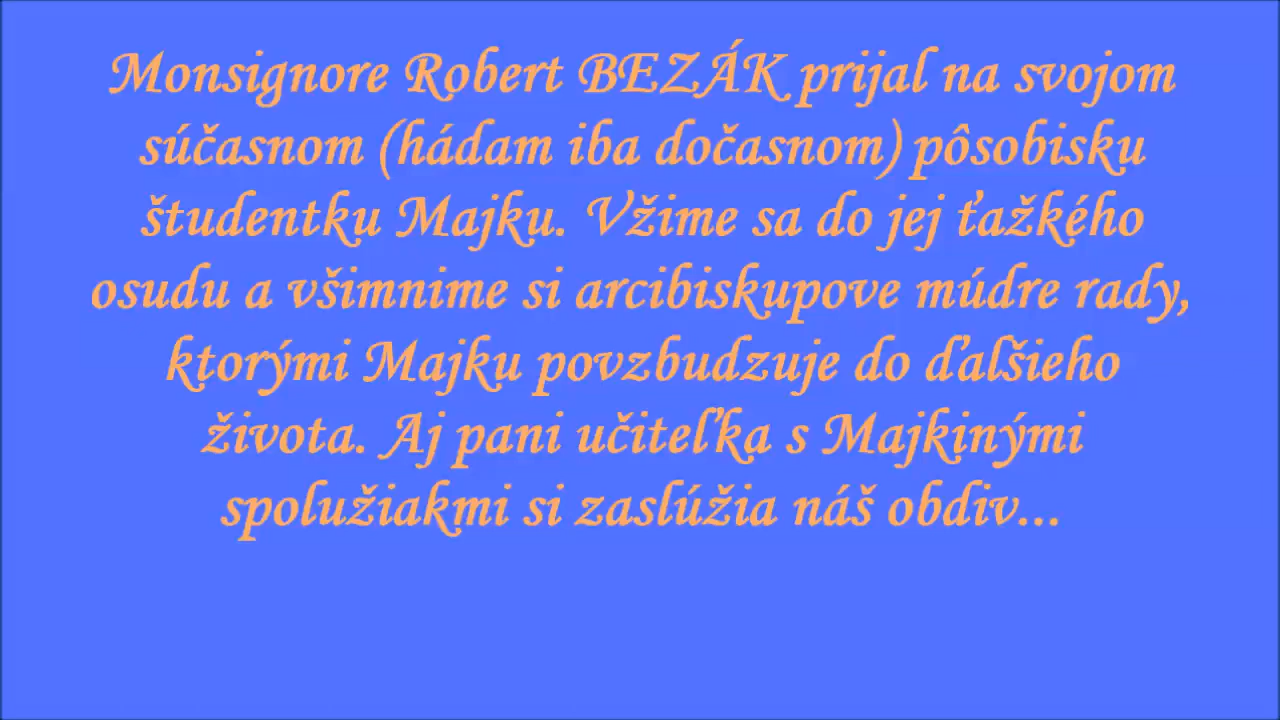 Monsignore Robert BEZÁK prijal na svojom
súčasnom (hádam iba dočasnom) pôsobisku
študentku Majku. Vžime sa do jej ťažkého
osudu a všimnime si arcibiskupove múdre rady,
ktorými Majku povzbudzuje do ďalšieho
života. Aj pani učiteľka s Majkinými
spolužiakmi si zaslúžia náš obdiv...